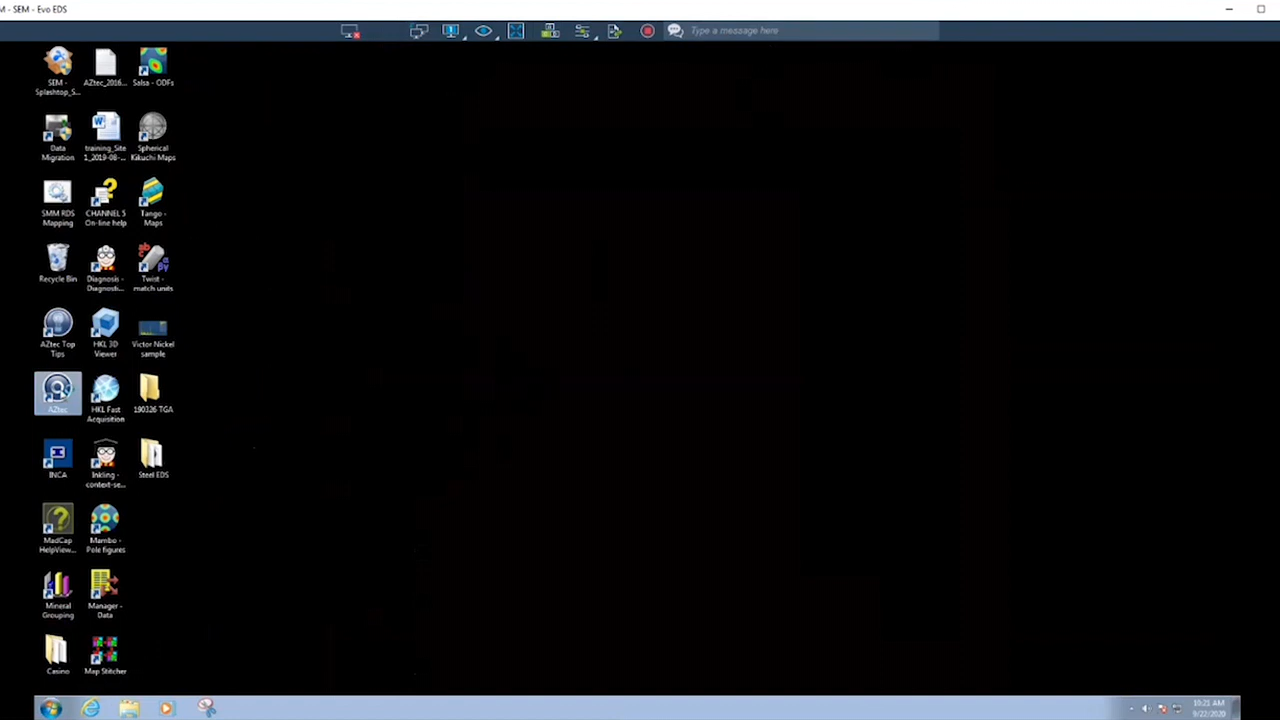 M - SEM - Evo EDS
Type a message here
SEM -
Splashtop_S...
AZtec_2016...
Salsa - ODFs
Data
Migration
training_Site
1_2019-08-...
Spherical
Kikuchi Maps
SMM RDS
Mapping
CHANNEL 5
On-line help
Tango -
Maps
Recycle Bin
Diagnosis -
Diagnosti...
Twist -
match units
AZtec Top
Tips
HKL 3D
Viewer
Victor Nickel
sample
AZtec
HKL Fast
Acquisition
190326 TGA
INCA
Inkling -
context-se...
Steel EDS
MadCap
HelpView...
Mambo -
Pole figures
Mineral
Grouping
Manager -
Data
Casino
Map Stitcher
10:21 AM
9/22/2020